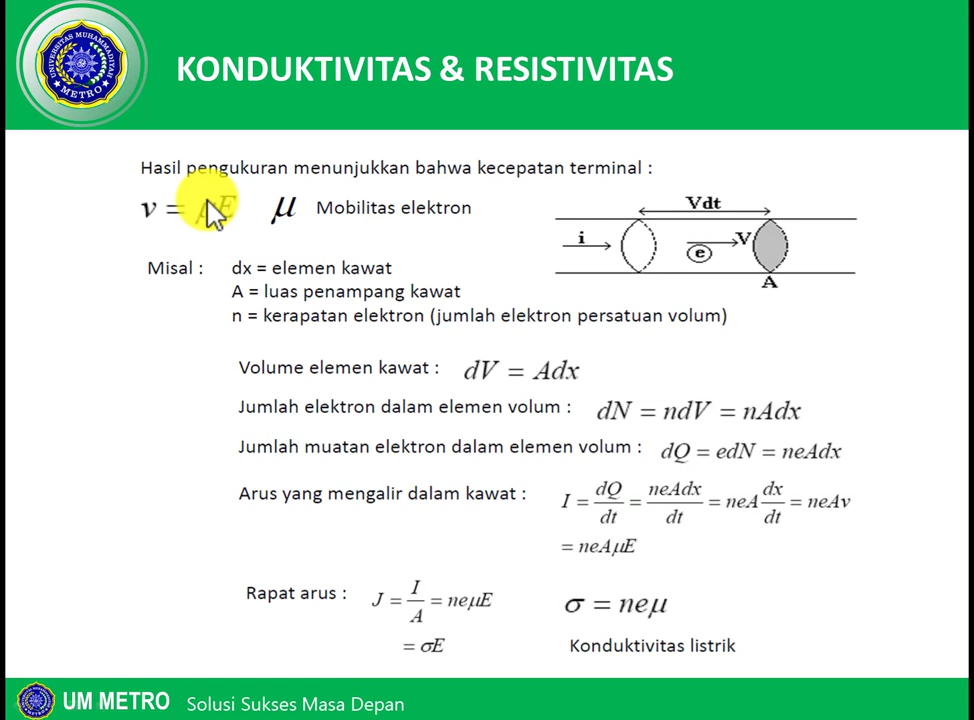 UNIVERSITAS MUHAMMADIYAH
METRO
KONDUKTIVITAS & RESISTIVITAS
Hasil pengukuran menunjukkan bahwa kecepatan terminal :
v = μE μ Mobilitas elektron
Vdt
i
V
e
A
Misal : dx = elemen kawat
A = luas penampang kawat
n = kerapatan elektron (jumlah elektron persatuan volum)
Volume elemen kawat : dV = Adx
Jumlah elektron dalam elemen volum : dN = ndV = nAdx
Jumlah muatan elektron dalam elemen volum : dQ = edN = neAdx
Arus yang mengalir dalam kawat : I = dQ/dt = neAdx/dt = neA dx/dt = neAv
= neAμE
Rapat arus : J = I/A = neμE σ = neμ
= σE Konduktivitas listrik
UM METRO Solusi Sukses Masa Depan